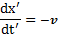 dx′/dt′ = −v